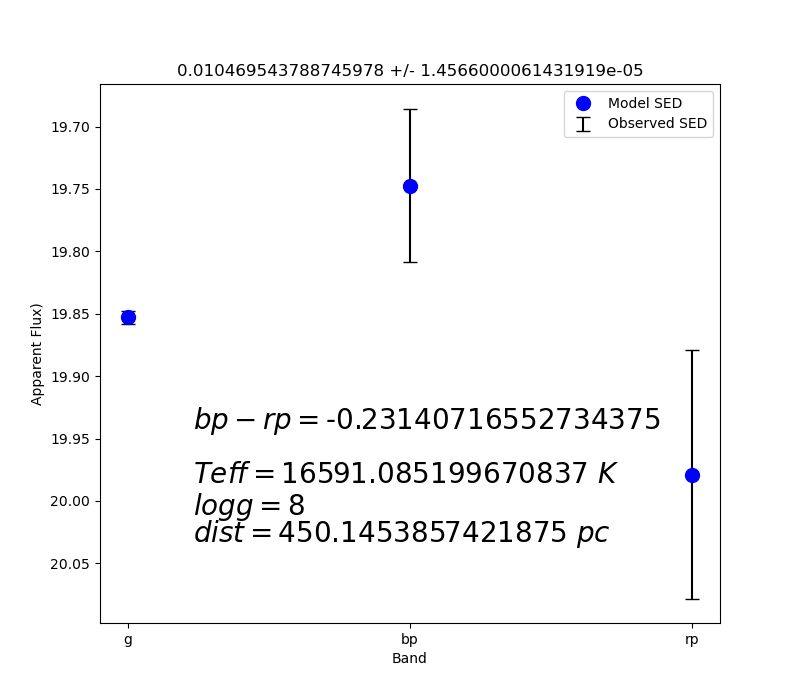 0.010469543788745978 +/- 1.4566000061431919e-05
Model SED
Observed SED
19.70
19.75
19.80
19.85
19.90
19.95
20.00
20.05
Apparent Flux)
bp − rp = -0.23140716552734375
Teff = 16591.085199670837 K
logg = 8
dist = 450.1453857421875 pc
g
bp
rp
Band